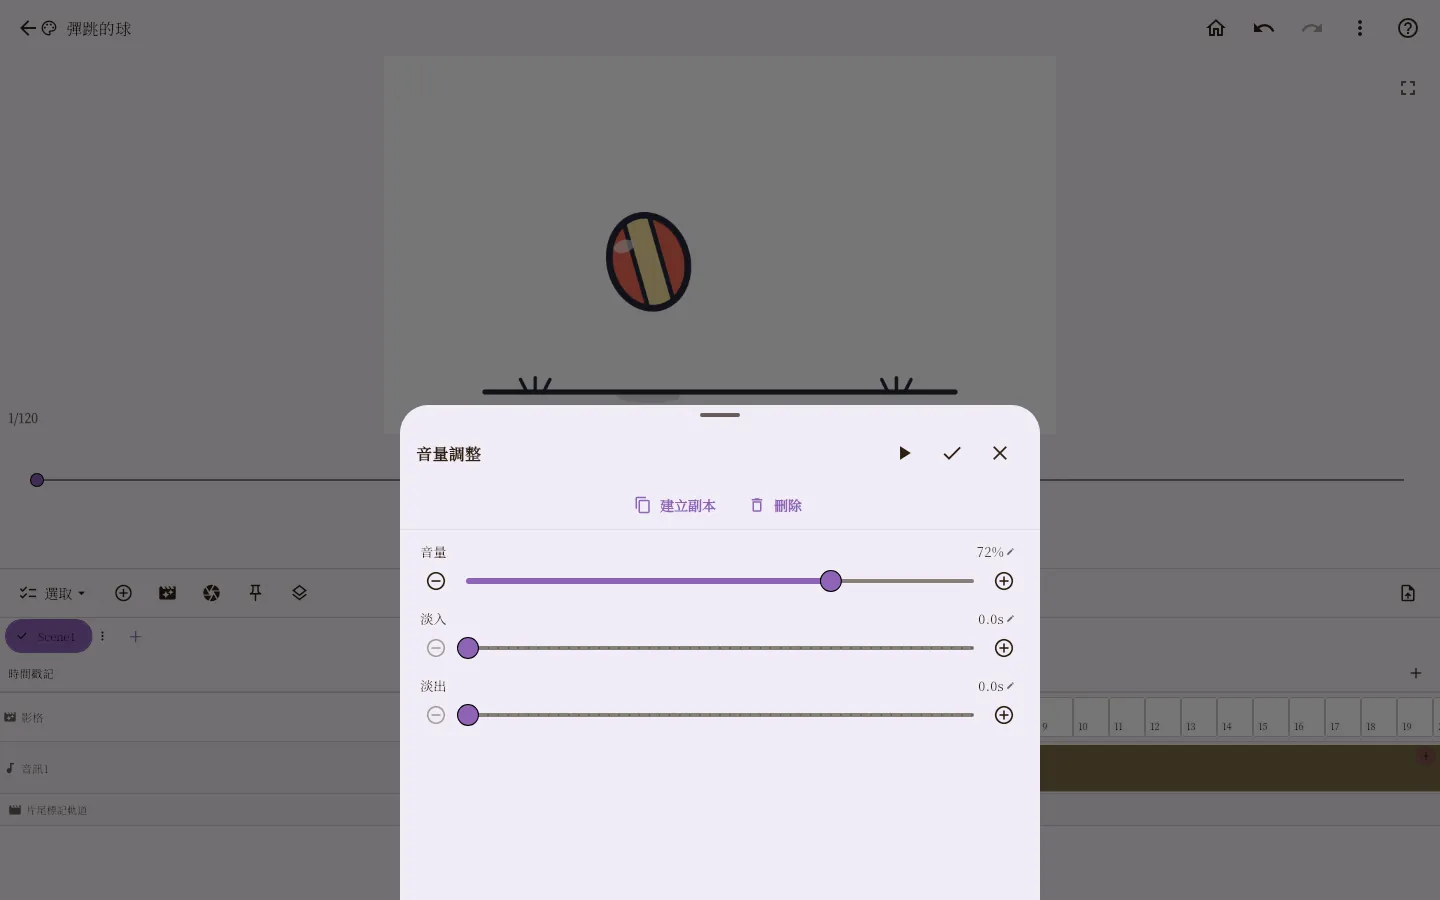 彈跳的球
1/120
音量調整
建立副本 刪除
音量 72%
淡入 0.0s
淡出 0.0s
選取
Scene1
時間戳記
影格
9 10 11 12 13 14 15 16 17 18 19
音訊1
片尾標記軌道